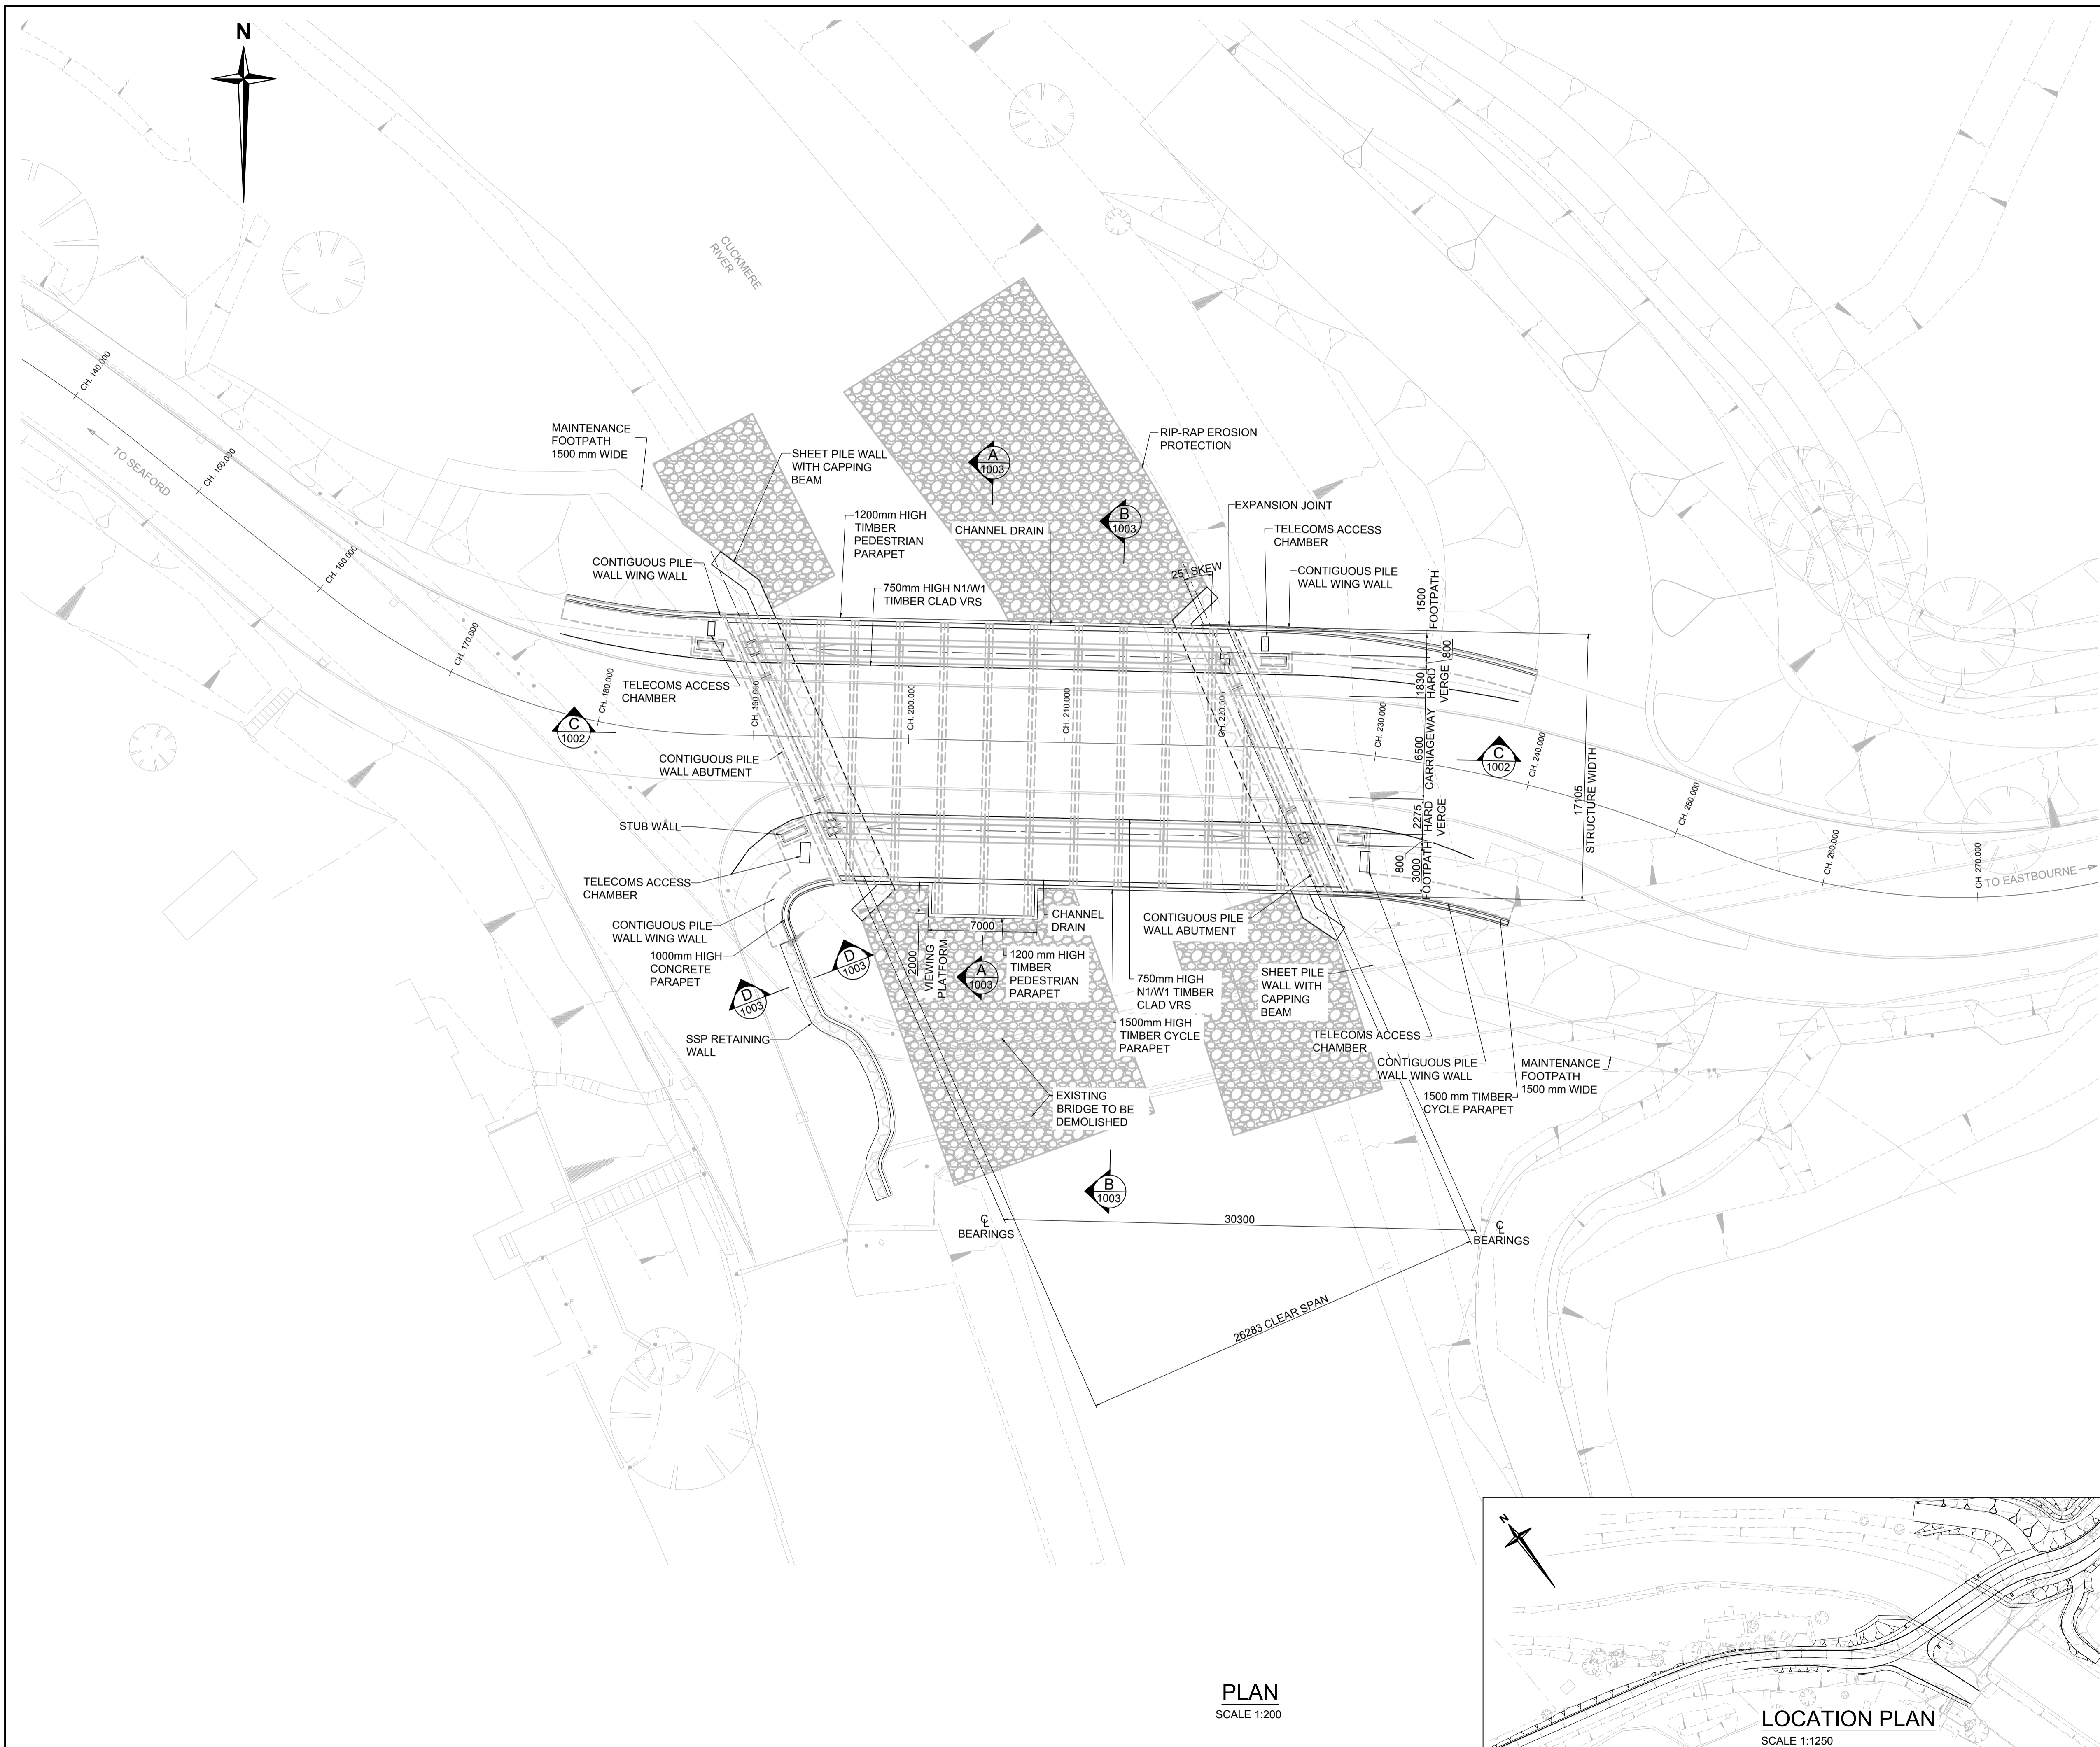 N
CUCKMERE
RIVER
CH. 140.000
TO SEAFORD
CH. 150.000
CH. 160.000
CH. 170.000
CH. 180.000
CH. 190.000
CH. 200.000
CH. 210.000
CH. 220.000
CH. 230.000
CH. 240.000
CH. 250.000
CH. 260.000
CH. 270.000
TO EASTBOURNE
MAINTENANCE
FOOTPATH
1500 mm WIDE
SHEET PILE WALL
WITH CAPPING
BEAM
A
1003
RIP-RAP EROSION
PROTECTION
B
1003
1200mm HIGH
TIMBER
PEDESTRIAN
PARAPET
CHANNEL DRAIN
EXPANSION JOINT
TELECOMS ACCESS
CHAMBER
CONTIGUOUS PILE
WALL WING WALL
750mm HIGH N1/W1
TIMBER CLAD VRS
25° SKEW
CONTIGUOUS PILE
WALL WING WALL
1500
FOOTPATH
800
1830
HARD
VERGE
6500
CARRIAGEWAY
2275
HARD
VERGE
800
3000
FOOTPATH
17105
STRUCTURE WIDTH
TELECOMS ACCESS
CHAMBER
C
1002
C
1002
CONTIGUOUS PILE
WALL ABUTMENT
STUB WALL
TELECOMS ACCESS
CHAMBER
CONTIGUOUS PILE
WALL WING WALL
1000mm HIGH
CONCRETE
PARAPET
D
1003
D
1003
SSP RETAINING
WALL
7000
2000
VIEWING
PLATFORM
A
1003
CHANNEL
DRAIN
1200 mm HIGH
TIMBER
PEDESTRIAN
PARAPET
CONTIGUOUS PILE
WALL ABUTMENT
750mm HIGH
N1/W1 TIMBER
CLAD VRS
1500mm HIGH
TIMBER CYCLE
PARAPET
SHEET PILE
WALL WITH
CAPPING
BEAM
TELECOMS ACCESS
CHAMBER
CONTIGUOUS PILE
WALL WING WALL
1500 mm TIMBER
CYCLE PARAPET
MAINTENANCE
FOOTPATH
1500 mm WIDE
EXISTING
BRIDGE TO BE
DEMOLISHED
B
1003
℄
BEARINGS
30300
℄
BEARINGS
26283 CLEAR SPAN
PLAN
SCALE 1:200
N
LOCATION PLAN
SCALE 1:1250